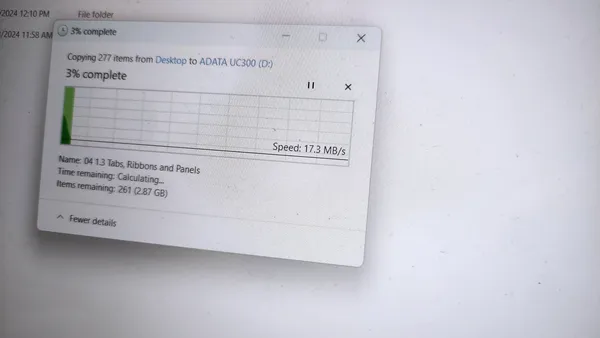 /2024 12:10 PM File folder
/2024 11:58 AM
3% complete
Copying 277 items from Desktop to ADATA UC300 (D:)
3% complete
Speed: 17.3 MB/s
Name: 04 1.3 Tabs, Ribbons and Panels
Time remaining: Calculating...
Items remaining: 261 (2.87 GB)
Fewer details